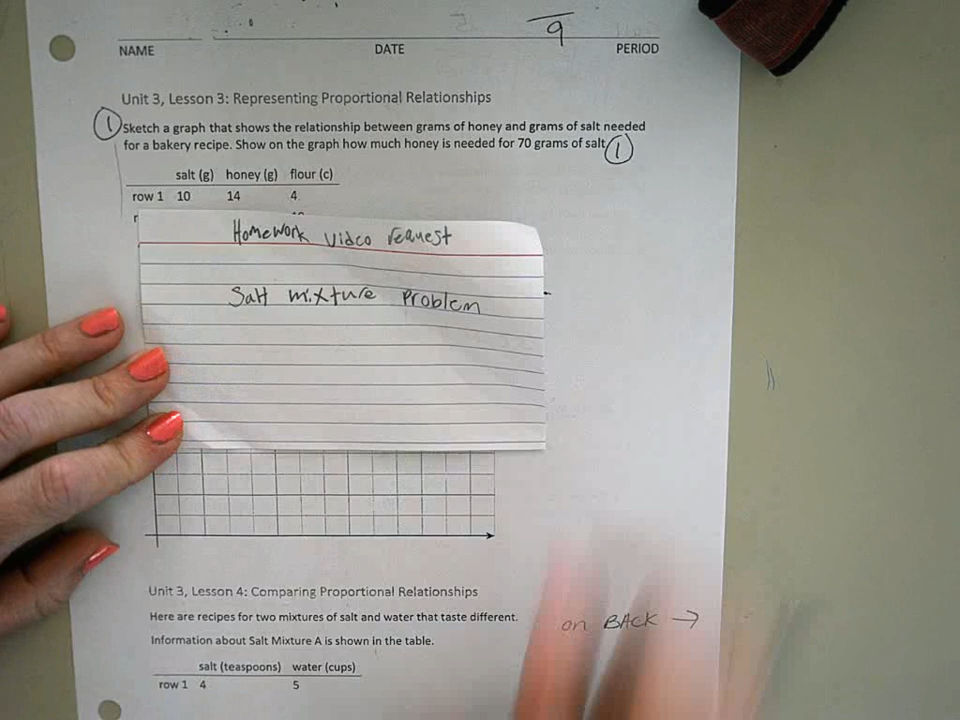 9
NAME DATE PERIOD
Unit 3, Lesson 3: Representing Proportional Relationships
1 Sketch a graph that shows the relationship between grams of honey and grams of salt needed
for a bakery recipe. Show on the graph how much honey is needed for 70 grams of salt. 1
salt (g) honey (g) flour (c)
row 1 10 14 4
Homework video request
Salt mixture problem
Unit 3, Lesson 4: Comparing Proportional Relationships
Here are recipes for two mixtures of salt and water that taste different.
on BACK →
Information about Salt Mixture A is shown in the table.
salt (teaspoons) water (cups)
row 1 4 5